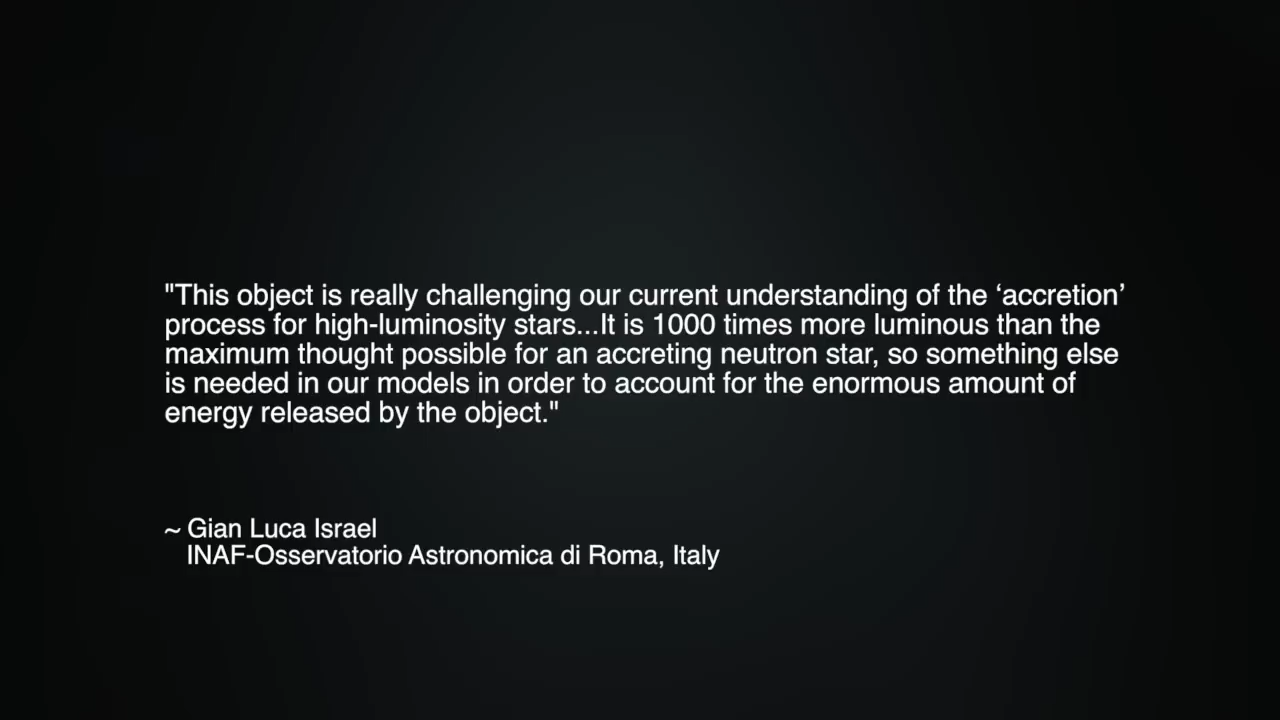 "This object is really challenging our current understanding of the ‘accretion’
process for high-luminosity stars...It is 1000 times more luminous than the
maximum thought possible for an accreting neutron star, so something else
is needed in our models in order to account for the enormous amount of
energy released by the object."
~ Gian Luca Israel
INAF-Osservatorio Astronomica di Roma, Italy